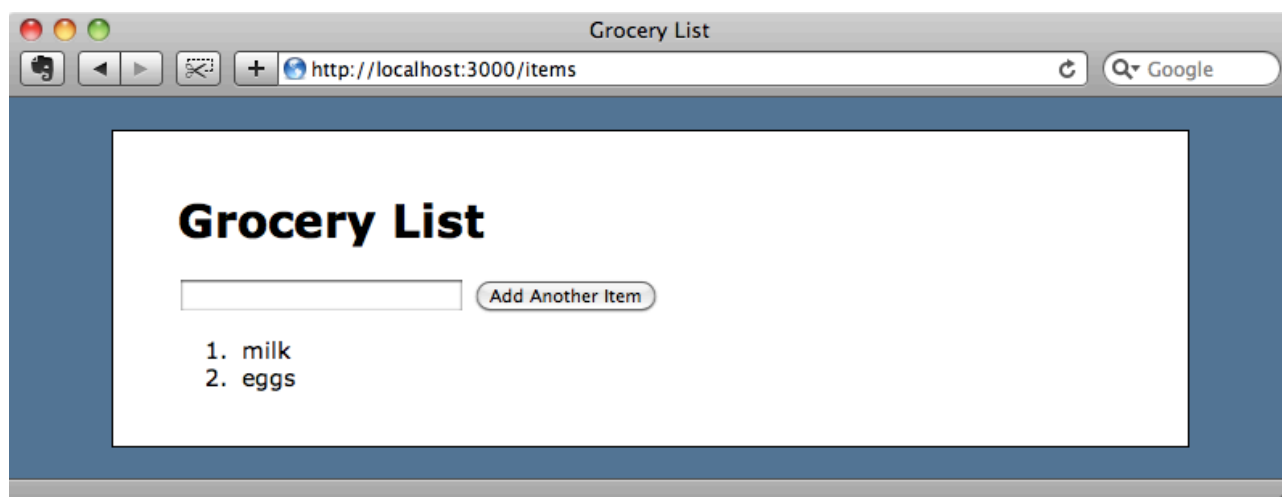 Grocery List
http://localhost:3000/items
Google
Grocery List
Add Another Item
1. milk
2. eggs